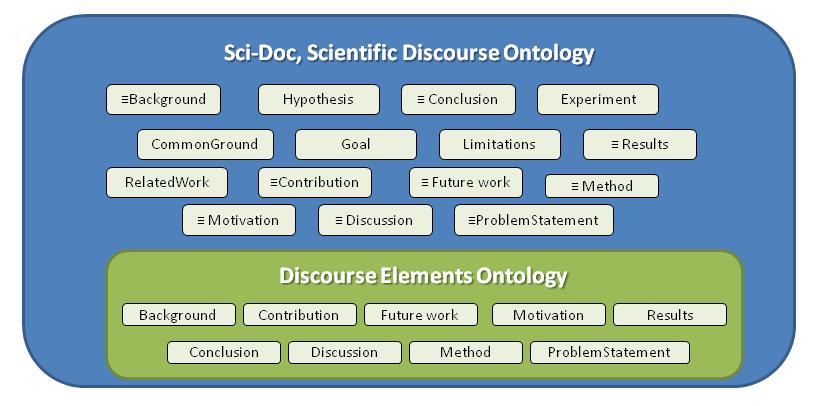 Sci-Doc, Scientific Discourse Ontology
≡Background Hypothesis ≡ Conclusion Experiment
CommonGround Goal Limitations ≡ Results
RelatedWork ≡Contribution ≡ Future work ≡ Method
≡ Motivation ≡ Discussion ≡ProblemStatement
Discourse Elements Ontology
Background Contribution Future work Motivation Results
Conclusion Discussion Method ProblemStatement